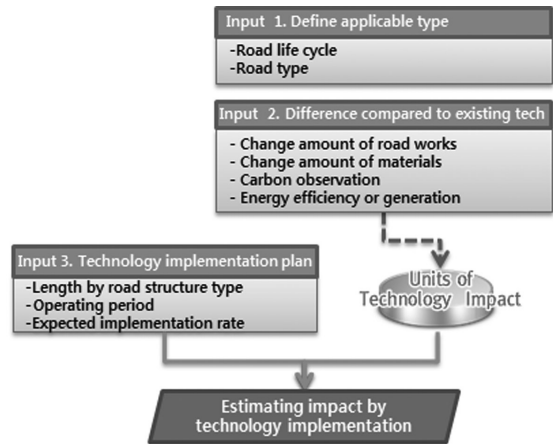 Input 1. Define applicable type
-Road life cycle
-Road type
Input 2. Difference compared to existing tech
- Change amount of road works
- Change amount of materials
- Carbon observation
- Energy efficiency or generation
Input 3. Technology implementation plan
-Length by road structure type
-Operating period
-Expected implementation rate
Units of
Technology Impact
Estimating impact by
technology implementation